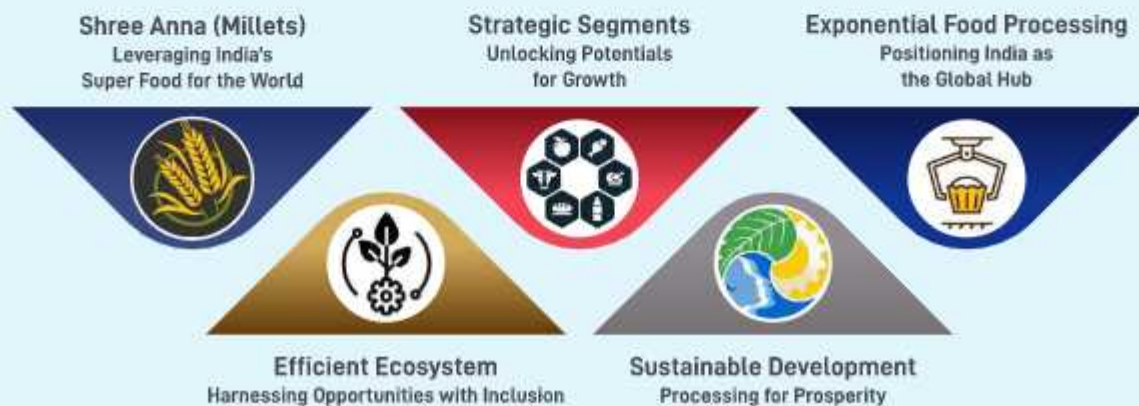 Shree Anna (Millets)
Leveraging India's
Super Food for the World
Strategic Segments
Unlocking Potentials
for Growth
Exponential Food Processing
Positioning India as
the Global Hub
Efficient Ecosystem
Harnessing Opportunities with Inclusion
Sustainable Development
Processing for Prosperity